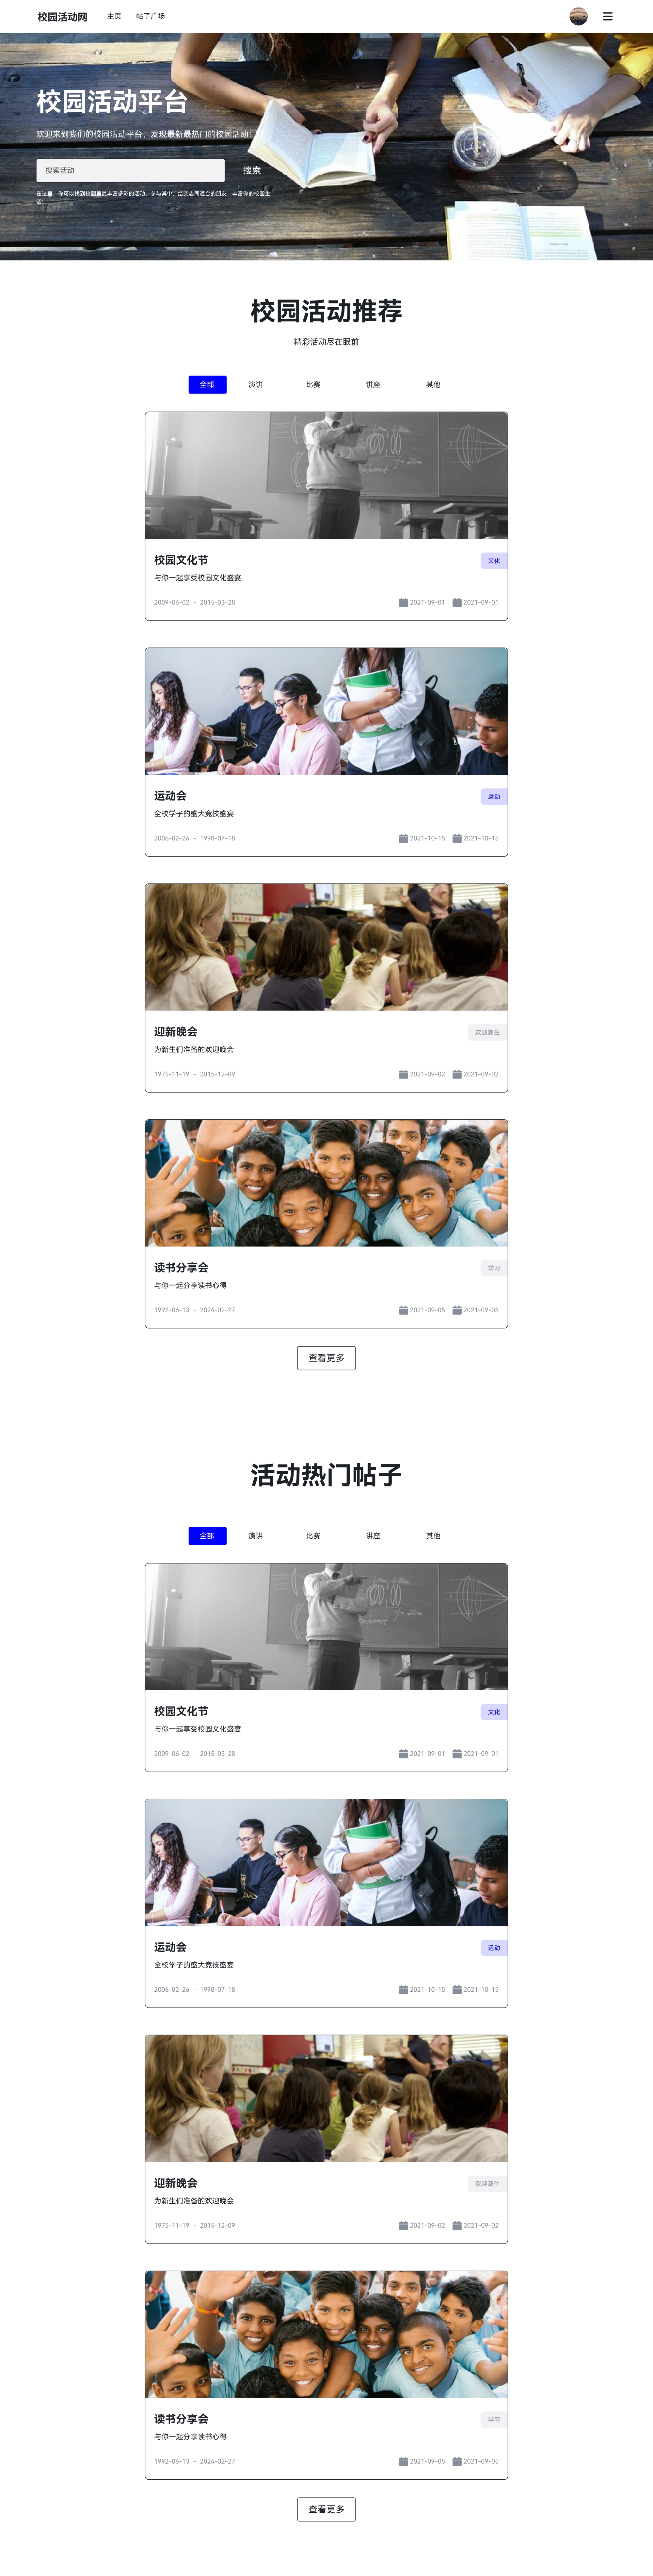 校园活动网
主页
帖子广场
校园活动平台
欢迎来到我们的校园活动平台，发现最新最热门的校园活动！
搜索活动
搜索
在这里，你可以找到校园里最丰富多彩的活动，参与其中，结交志同道合的朋友，丰富你的校园生
活！
校园活动推荐
精彩活动尽在眼前
全部
演讲
比赛
讲座
其他
校园文化节
文化
与你一起享受校园文化盛宴
2009-06-02 - 2015-03-28
2021-09-01
2021-09-01
运动会
运动
全校学子的盛大竞技盛宴
2006-02-26 - 1998-07-18
2021-10-15
2021-10-15
迎新晚会
欢迎新生
为新生们准备的欢迎晚会
1975-11-19 - 2015-12-09
2021-09-02
2021-09-02
读书分享会
学习
与你一起分享读书心得
1992-06-13 - 2024-02-27
2021-09-05
2021-09-05
查看更多
活动热门帖子
全部
演讲
比赛
讲座
其他
校园文化节
文化
与你一起享受校园文化盛宴
2009-06-02 - 2015-03-28
2021-09-01
2021-09-01
运动会
运动
全校学子的盛大竞技盛宴
2006-02-26 - 1998-07-18
2021-10-15
2021-10-15
迎新晚会
欢迎新生
为新生们准备的欢迎晚会
1975-11-19 - 2015-12-09
2021-09-02
2021-09-02
读书分享会
学习
与你一起分享读书心得
1992-06-13 - 2024-02-27
2021-09-05
2021-09-05
查看更多